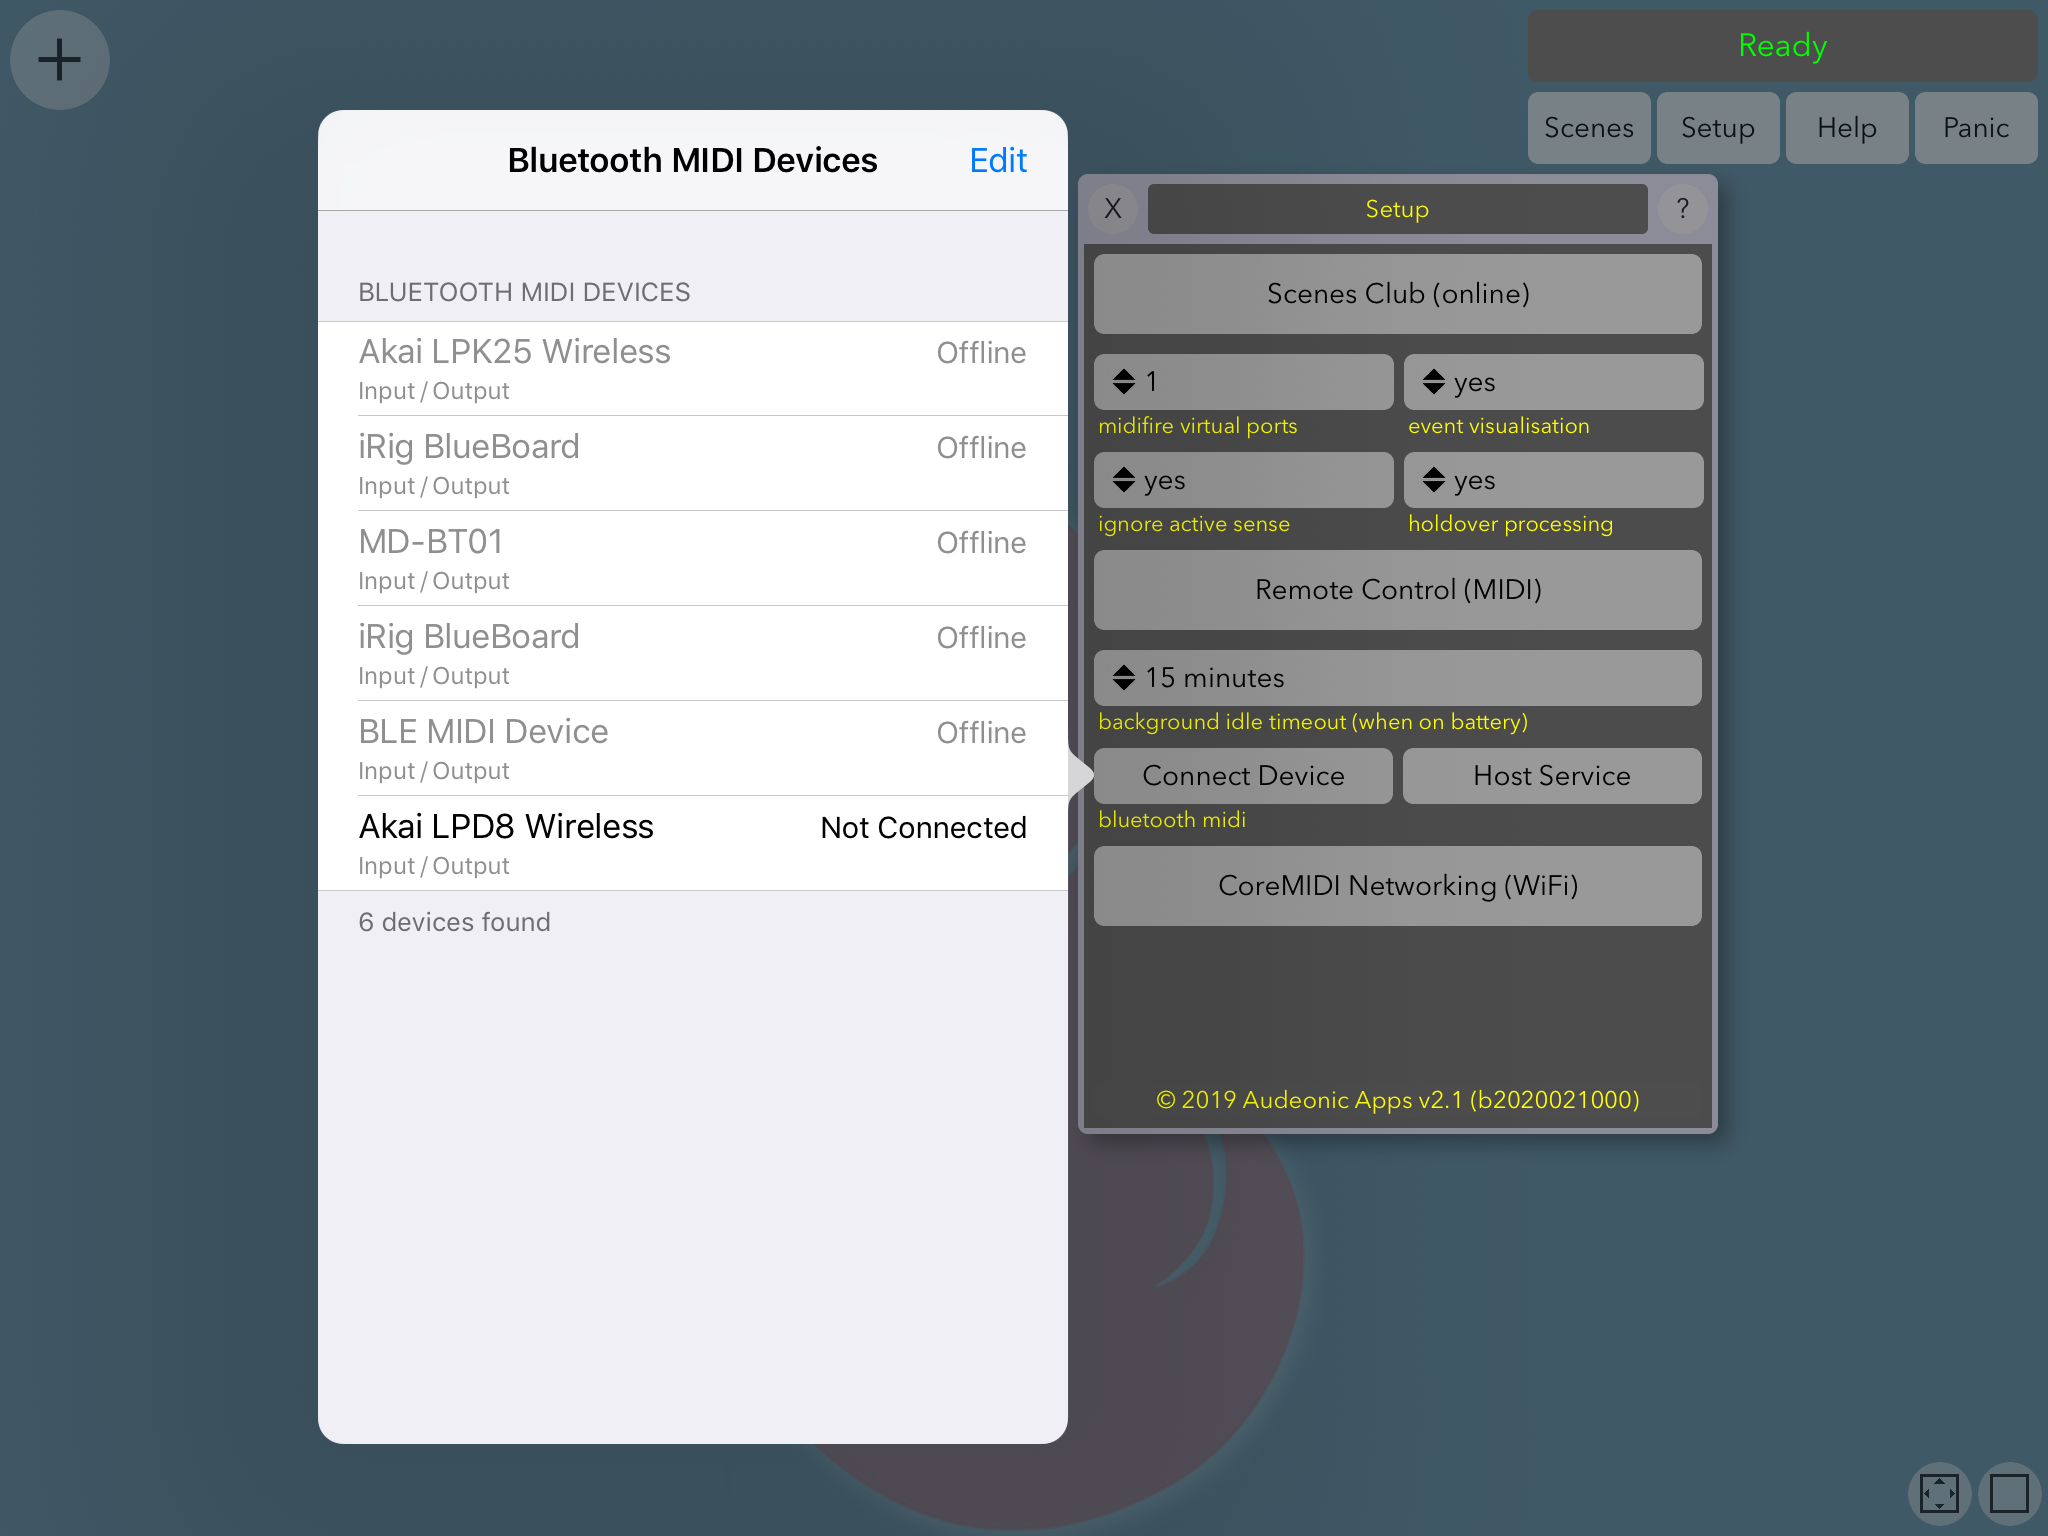 Ready
Scenes
Setup
Help
Panic
Bluetooth MIDI Devices
Edit
BLUETOOTH MIDI DEVICES
Akai LPK25 Wireless
Offline
Input / Output
iRig BlueBoard
Offline
Input / Output
MD-BT01
Offline
Input / Output
iRig BlueBoard
Offline
Input / Output
BLE MIDI Device
Offline
Input / Output
Akai LPD8 Wireless
Not Connected
Input / Output
6 devices found
X
Setup
?
Scenes Club (online)
1
yes
midifire virtual ports
event visualisation
yes
yes
ignore active sense
holdover processing
Remote Control (MIDI)
15 minutes
background idle timeout (when on battery)
Connect Device
Host Service
bluetooth midi
CoreMIDI Networking (WiFi)
© 2019 Audeonic Apps v2.1 (b2020021000)